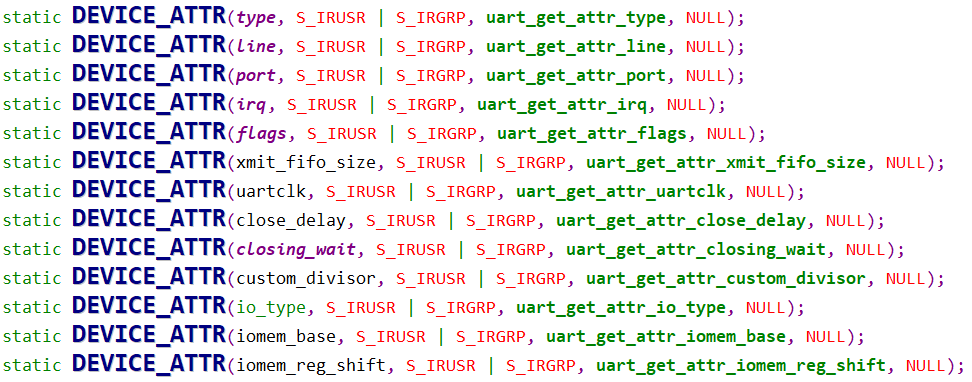 static DEVICE_ATTR(type, S_IRUSR | S_IRGRP, uart_get_attr_type, NULL);
static DEVICE_ATTR(line, S_IRUSR | S_IRGRP, uart_get_attr_line, NULL);
static DEVICE_ATTR(port, S_IRUSR | S_IRGRP, uart_get_attr_port, NULL);
static DEVICE_ATTR(irq, S_IRUSR | S_IRGRP, uart_get_attr_irq, NULL);
static DEVICE_ATTR(flags, S_IRUSR | S_IRGRP, uart_get_attr_flags, NULL);
static DEVICE_ATTR(xmit_fifo_size, S_IRUSR | S_IRGRP, uart_get_attr_xmit_fifo_size, NULL);
static DEVICE_ATTR(uartclk, S_IRUSR | S_IRGRP, uart_get_attr_uartclk, NULL);
static DEVICE_ATTR(close_delay, S_IRUSR | S_IRGRP, uart_get_attr_close_delay, NULL);
static DEVICE_ATTR(closing_wait, S_IRUSR | S_IRGRP, uart_get_attr_closing_wait, NULL);
static DEVICE_ATTR(custom_divisor, S_IRUSR | S_IRGRP, uart_get_attr_custom_divisor, NULL);
static DEVICE_ATTR(io_type, S_IRUSR | S_IRGRP, uart_get_attr_io_type, NULL);
static DEVICE_ATTR(iomem_base, S_IRUSR | S_IRGRP, uart_get_attr_iomem_base, NULL);
static DEVICE_ATTR(iomem_reg_shift, S_IRUSR | S_IRGRP, uart_get_attr_iomem_reg_shift, NULL);